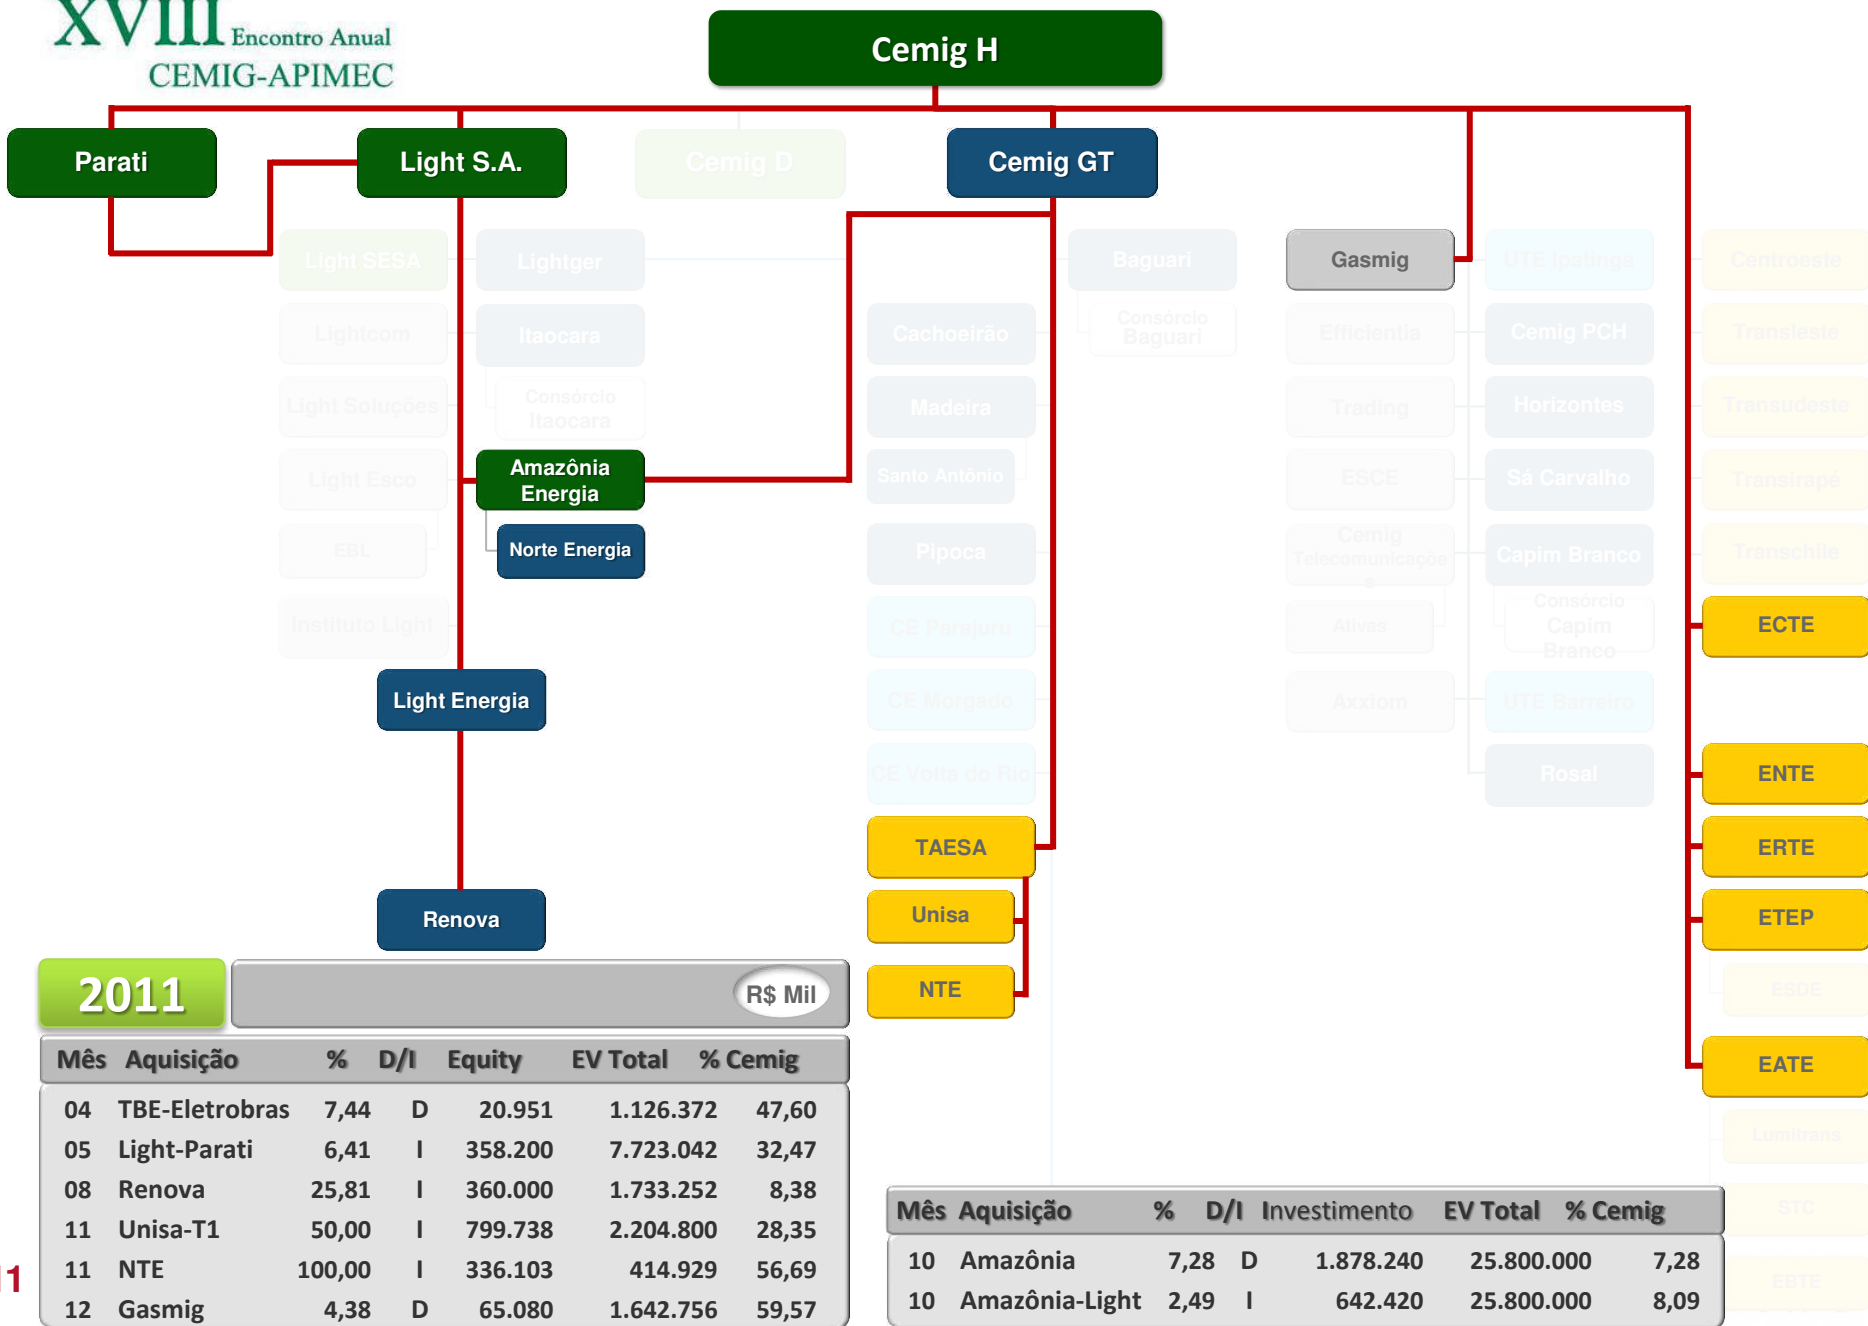 XVIII Encontro Anual
CEMIG-APIMEC
Cemig H
Parati
Light S.A.
Cemig D
Cemig GT
Light SESA
Lightger
Baguari
Gasmig
UTE Ipatinga
Centroeste
Lightcom
Itaocara
Cachoeirão
Consórcio
Baguari
Efficientia
Cemig PCH
Transleste
Light Soluções
Consórcio
Itaocara
Madeira
Trading
Horizontes
Transudeste
Light Esco
Amazônia
Energia
Santo Antônio
ESCE
Sá Carvalho
Transirapé
EBL
Norte Energia
Pipoca
Cemig
Telecomunicaçõe
s
Capim Branco
Transchile
Instituto Light
CE Parajuru
Ativas
Consórcio
Capim
Branco
ECTE
Light Energia
CE Morgado
Axxiom
UTE Barreiro
CE Volta do Rio
Rosal
ENTE
TAESA
ERTE
Renova
Unisa
ETEP
NTE
ESDE
EATE
Lumitrans
STC
EBTE
2011
R$ Mil
Mês Aquisição % D/I Equity EV Total % Cemig
04 TBE-Eletrobras 7,44 D 20.951 1.126.372 47,60
05 Light-Parati 6,41 I 358.200 7.723.042 32,47
08 Renova 25,81 I 360.000 1.733.252 8,38
11 Unisa-T1 50,00 I 799.738 2.204.800 28,35
11 NTE 100,00 I 336.103 414.929 56,69
12 Gasmig 4,38 D 65.080 1.642.756 59,57
Mês Aquisição % D/I Investimento EV Total % Cemig
10 Amazônia 7,28 D 1.878.240 25.800.000 7,28
10 Amazônia-Light 2,49 I 642.420 25.800.000 8,09